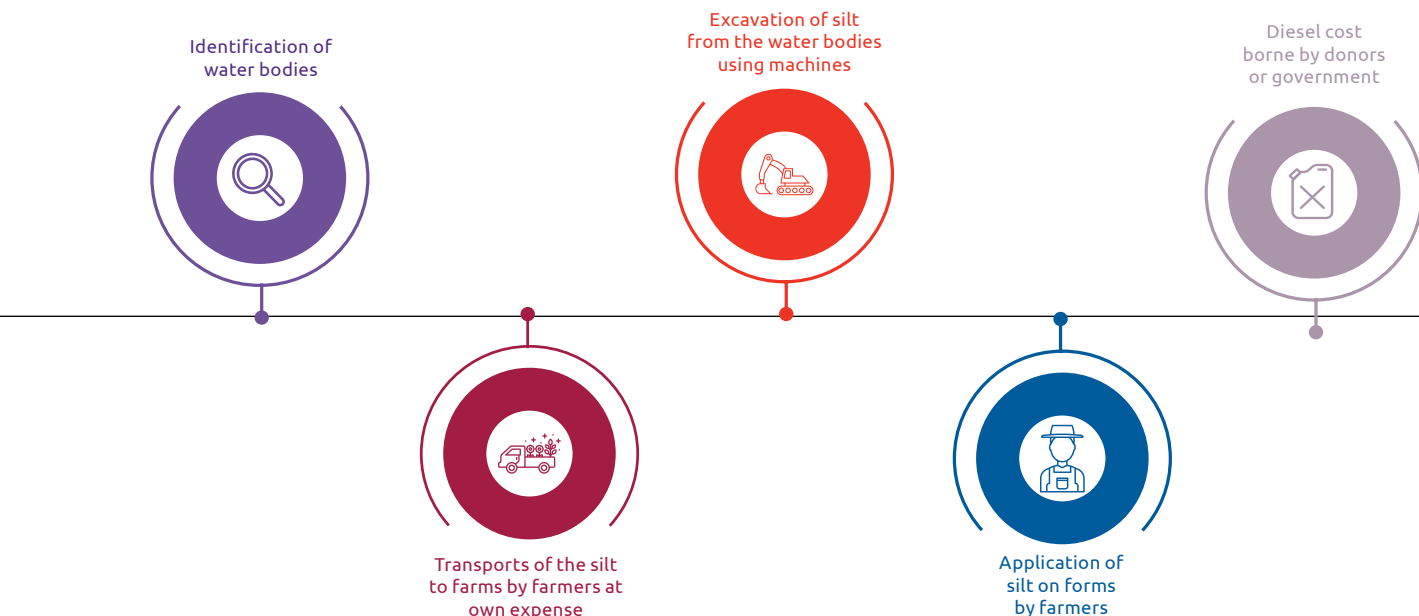 Identification of
water bodies
Transports of the silt
to farms by farmers at
own expense
Excavation of silt
from the water bodies
using machines
Application of
silt on forms
by farmers
Diesel cost
borne by donors
or government